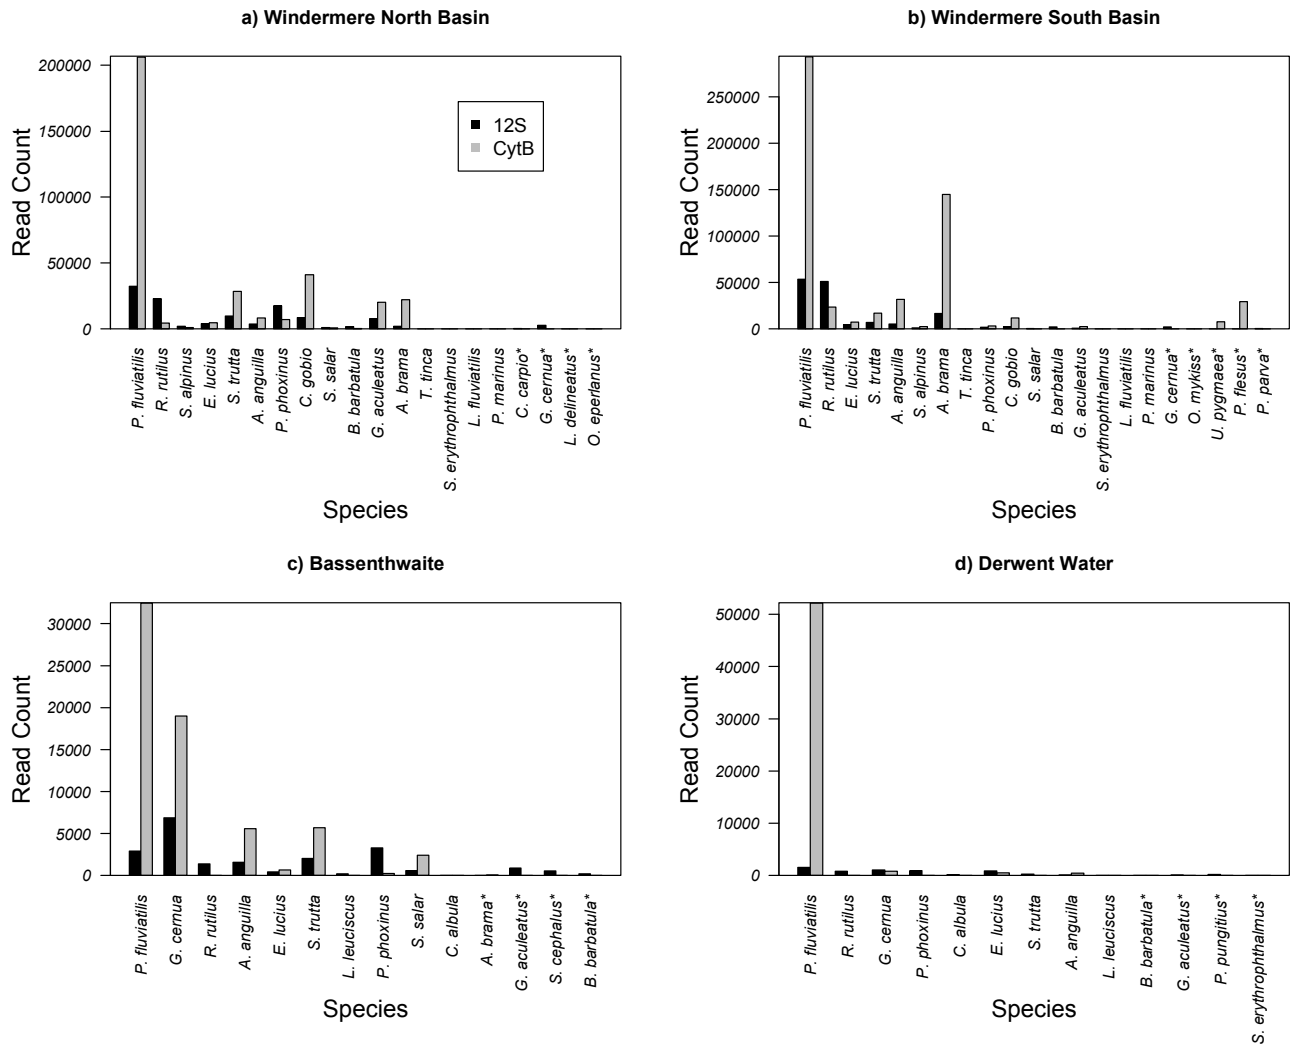 a) Windermere North Basin
Read Count
200000
150000
100000
50000
0
12S
CytB
P. fluviatilis
R. rutilus
S. alpinus
E. lucius
S. trutta
A. anguilla
P. phoxinus
C. gobio
S. salar
B. barbatula
G. aculeatus
A. brama
T. tinca
S. erythrophthalmus
L. fluviatilis
P. marinus
C. carpio*
G. cernua*
L. delineatus*
O. eperlanus*
Species
b) Windermere South Basin
Read Count
250000
200000
150000
100000
50000
0
P. fluviatilis
R. rutilus
E. lucius
S. trutta
A. anguilla
S. alpinus
A. brama
T. tinca
P. phoxinus
C. gobio
S. salar
B. barbatula
G. aculeatus
S. erythrophthalmus
L. fluviatilis
P. marinus
G. cernua*
O. mykiss*
U. pygmaea*
P. flesus*
P. parva*
Species
c) Bassenthwaite
Read Count
30000
25000
20000
15000
10000
5000
0
P. fluviatilis
G. cernua
R. rutilus
A. anguilla
E. lucius
S. trutta
L. leuciscus
P. phoxinus
S. salar
C. albula
A. brama*
G. aculeatus*
S. cephalus*
B. barbatula*
Species
d) Derwent Water
Read Count
50000
40000
30000
20000
10000
0
P. fluviatilis
R. rutilus
G. cernua
P. phoxinus
C. albula
E. lucius
S. trutta
A. anguilla
L. leuciscus
B. barbatula*
G. aculeatus*
P. pungitius*
S. erythrophthalmus*
Species